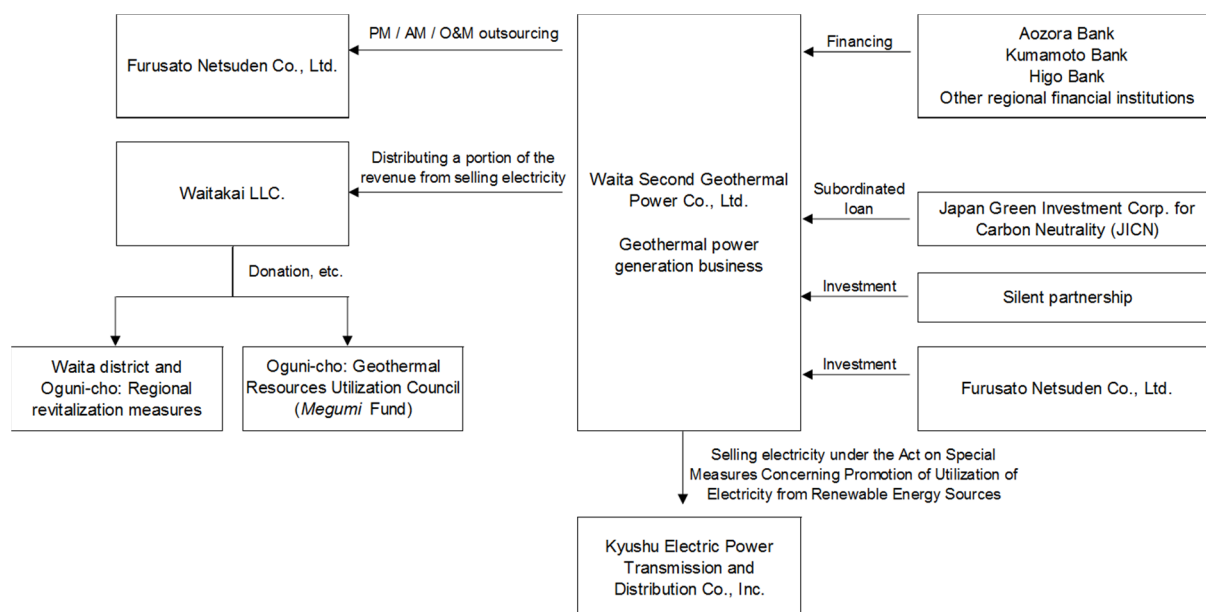 PM / AM / O&M outsourcing
Furusato Netsuden Co., Ltd.
Distributing a portion of the
revenue from selling electricity
Waitakai LLC.
Donation, etc.
Waita district and
Oguni-cho: Regional
revitalization measures
Oguni-cho: Geothermal
Resources Utilization Council
(Megumi Fund)
Waita Second Geothermal
Power Co., Ltd.
Geothermal power
generation business
Financing
Aozora Bank
Kumamoto Bank
Higo Bank
Other regional financial institutions
Subordinated
loan
Japan Green Investment Corp. for
Carbon Neutrality (JICN)
Investment
Silent partnership
Investment
Furusato Netsuden Co., Ltd.
Selling electricity under the Act on Special
Measures Concerning Promotion of Utilization of
Electricity from Renewable Energy Sources
Kyushu Electric Power
Transmission and
Distribution Co., Inc.